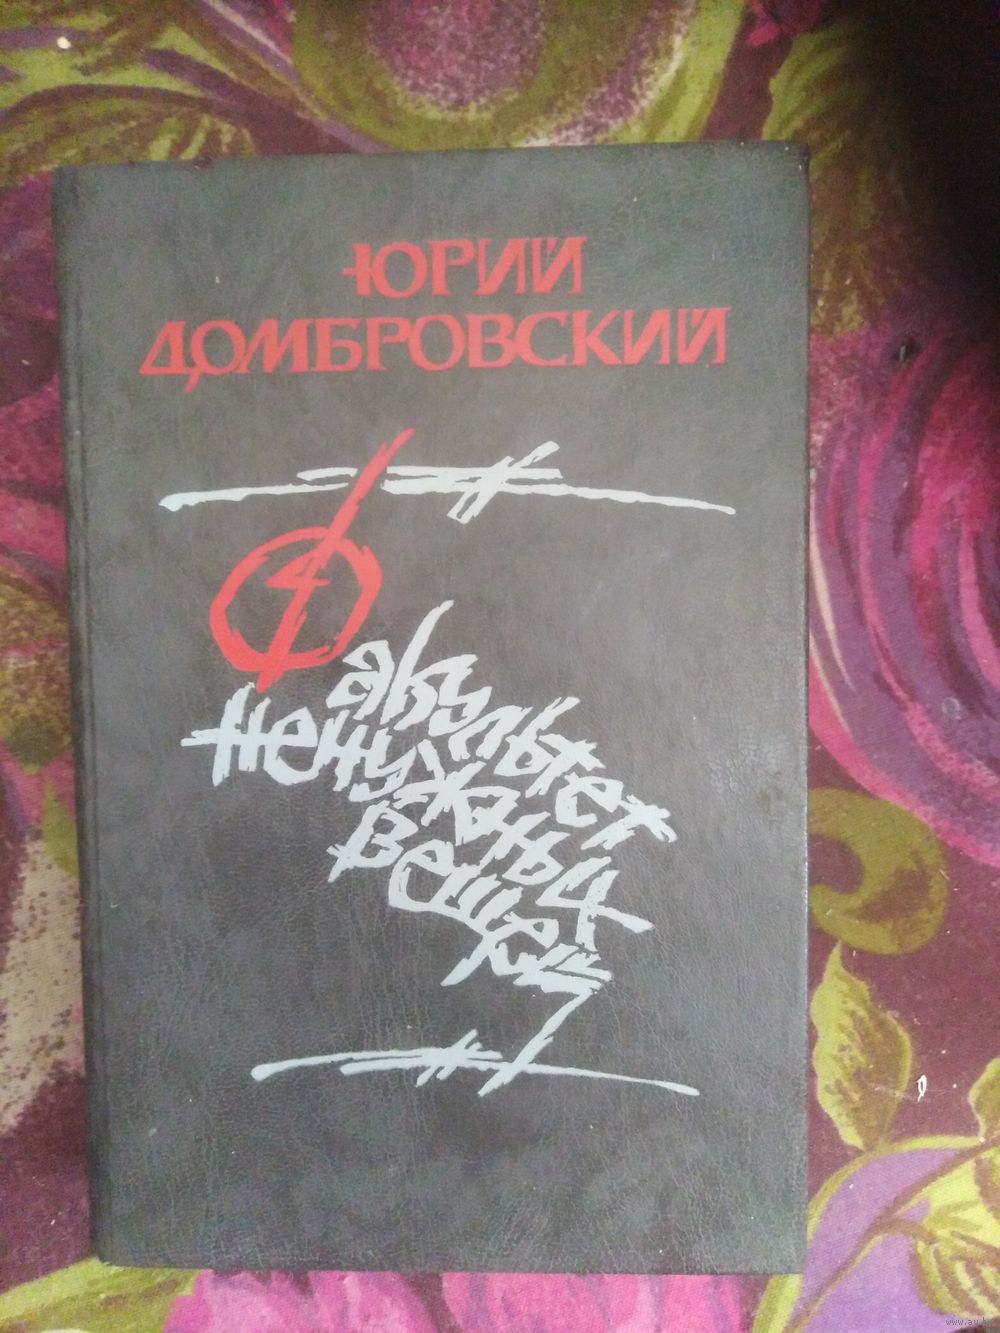 ЮРИЙ
ДОМБРОВСКИЙ
Факультет
ненужных
вещей